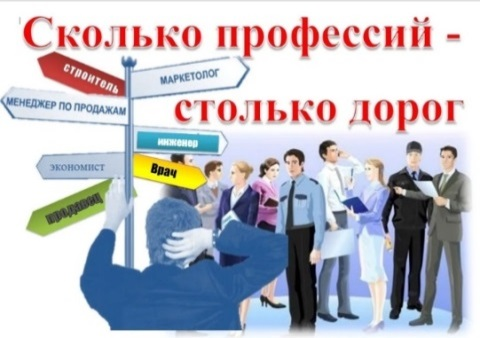 Сколько профессий -
столько дорог
строитель
МАРКЕТОЛОГ
МЕНЕДЖЕР ПО ПРОДАЖАМ
инженер
ЭКОНОМИСТ
Врач
продавец